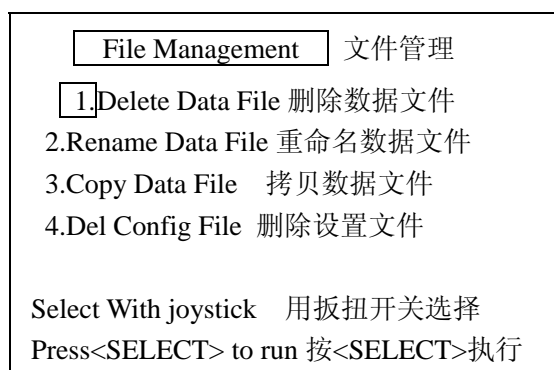 File Management 文件管理
1.Delete Data File 删除数据文件
2.Rename Data File 重命名数据文件
3.Copy Data File 拷贝数据文件
4.Del Config File 删除设置文件
Select With joystick 用扳扭开关选择
Press<SELECT> to run 按<SELECT>执行